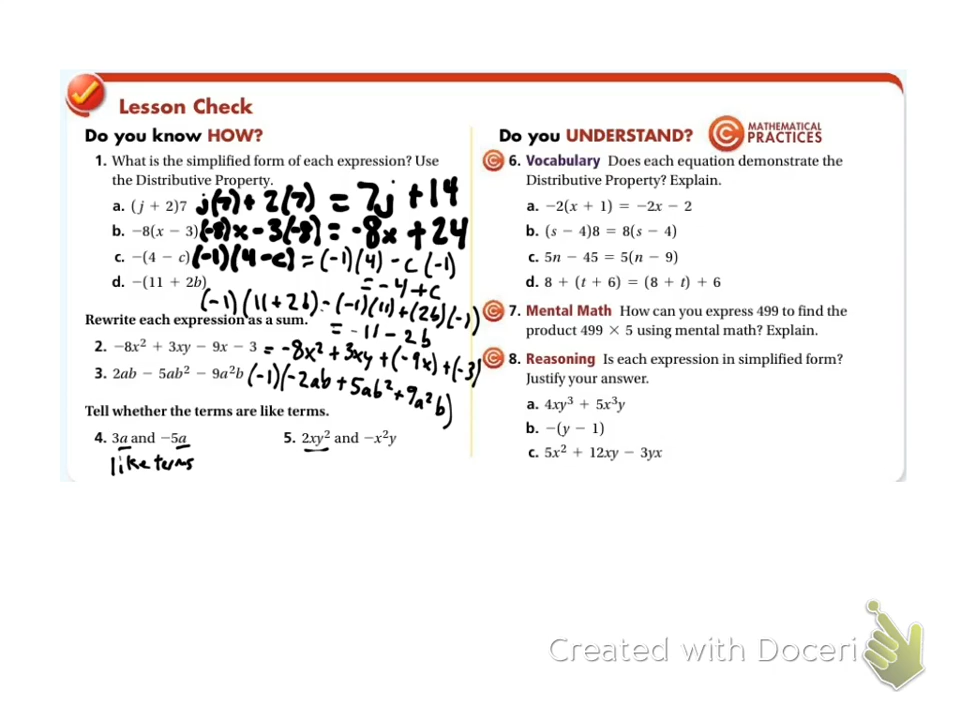 Lesson Check
Do you know HOW?
1. What is the simplified form of each expression? Use
the Distributive Property.
a. (j + 2)7 j(7) + 2(7) = 7j + 14
b. −8(x − 3) (-8)x - 3(-8) = -8x + 24
c. −(4 − c) (-1)(4-c) = (-1)(4) - c(-1)
= -4+c
d. −(11 + 2b)
(-1)(11+2b) = (-1)(11) + (2b)(-1)
= -11 - 2b
Rewrite each expression as a sum.
2. −8x² + 3xy − 9x − 3 = -8x² + 3xy + (-9x) + (-3)
3. 2ab − 5ab² − 9a²b (-1)(-2ab + 5ab² + 9a²b)
Tell whether the terms are like terms.
4. 3a and −5a
like terms
5. 2xy² and −x²y
Do you UNDERSTAND?
MATHEMATICAL
PRACTICES
6. Vocabulary Does each equation demonstrate the
Distributive Property? Explain.
a. −2(x + 1) = −2x − 2
b. (s − 4)8 = 8(s − 4)
c. 5n − 45 = 5(n − 9)
d. 8 + (t + 6) = (8 + t) + 6
7. Mental Math How can you express 499 to find the
product 499 × 5 using mental math? Explain.
8. Reasoning Is each expression in simplified form?
Justify your answer.
a. 4xy³ + 5x³y
b. −(y − 1)
c. 5x² + 12xy − 3yx
Created with Doceri